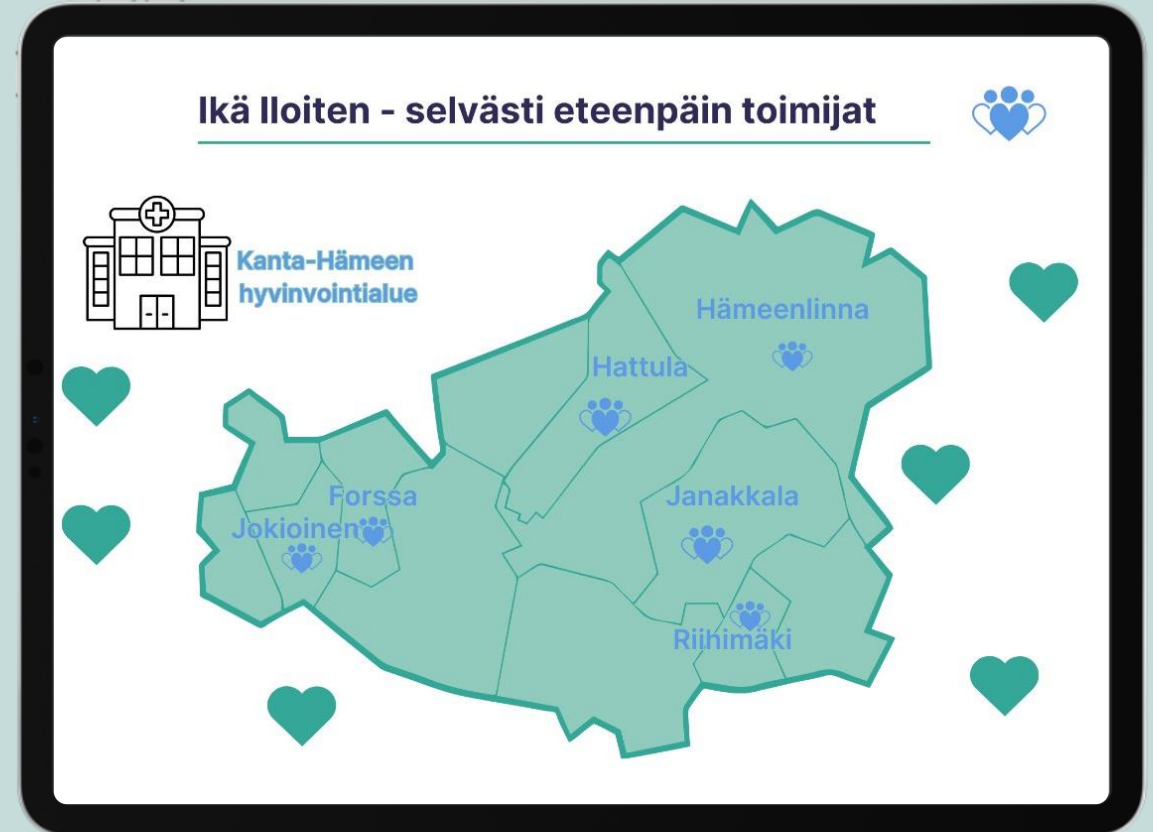 Ikä Iloiten - selvästi eteenpäin toimijat
Kanta-Hämeen
hyvinvointialue
Hämeenlinna
Hattula
Forssa
Janakkala
Jokioinen
Riihimäki